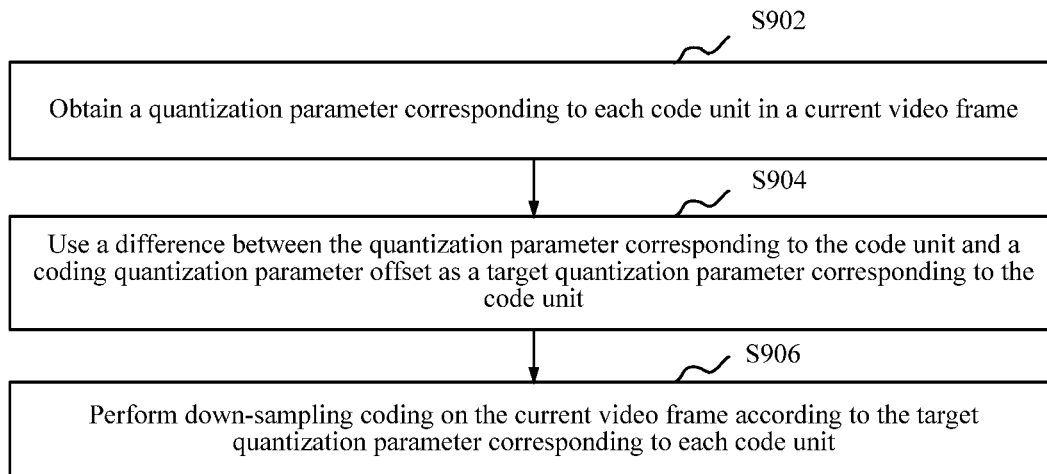 S902
Obtain a quantization parameter corresponding to each code unit in a current video frame
S904
Use a difference between the quantization parameter corresponding to the code unit and a
coding quantization parameter offset as a target quantization parameter corresponding to the
code unit
S906
Perform down-sampling coding on the current video frame according to the target
quantization parameter corresponding to each code unit